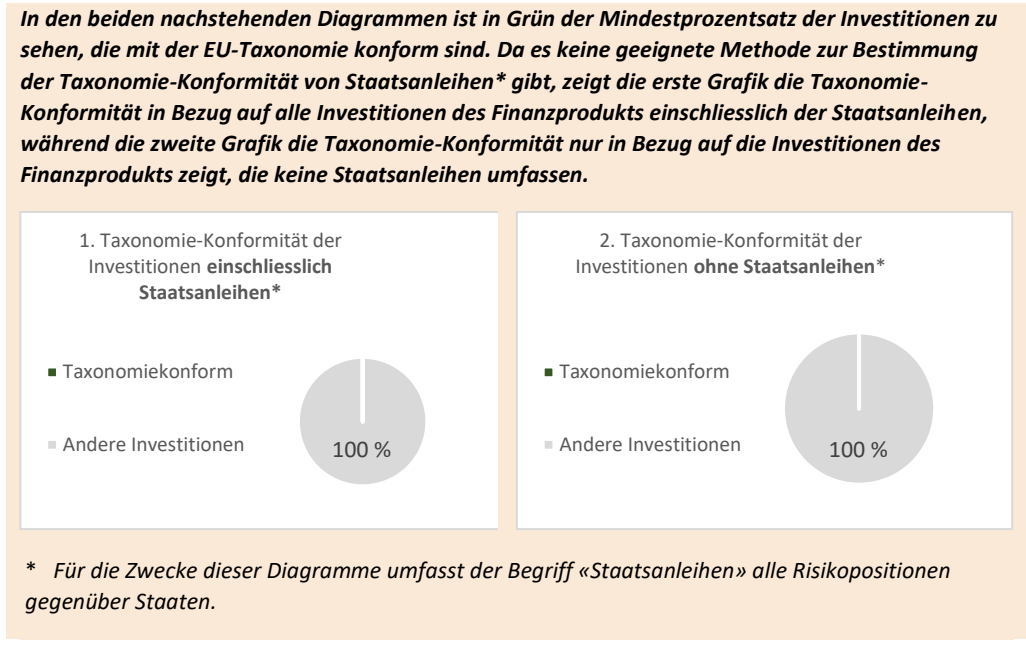 In den beiden nachstehenden Diagrammen ist in Grün der Mindestprozentsatz der Investitionen zu
sehen, die mit der EU-Taxonomie konform sind. Da es keine geeignete Methode zur Bestimmung
der Taxonomie-Konformität von Staatsanleihen* gibt, zeigt die erste Grafik die Taxonomie-
Konformität in Bezug auf alle Investitionen des Finanzprodukts einschliesslich der Staatsanleihen,
während die zweite Grafik die Taxonomie-Konformität nur in Bezug auf die Investitionen des
Finanzprodukts zeigt, die keine Staatsanleihen umfassen.
1. Taxonomie-Konformität der
Investitionen einschliesslich
Staatsanleihen*
Taxonomiekonform
Andere Investitionen
100 %
2. Taxonomie-Konformität der
Investitionen ohne Staatsanleihen*
Taxonomiekonform
Andere Investitionen
100 %
* Für die Zwecke dieser Diagramme umfasst der Begriff «Staatsanleihen» alle Risikopositionen
gegenüber Staaten.